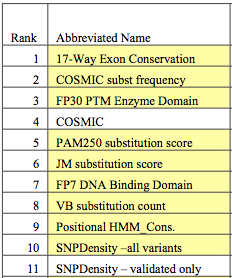 Rank Abbreviated Name
1 17-Way Exon Conservation
2 COSMIC subst frequency
3 FP30 PTM Enzyme Domain
4 COSMIC
5 PAM250 substitution score
6 JM substitution score
7 FP7 DNA Binding Domain
8 VB substitution count
9 Positional HMM_Cons.
10 SNPDensity –all variants
11 SNPDensity – validated only